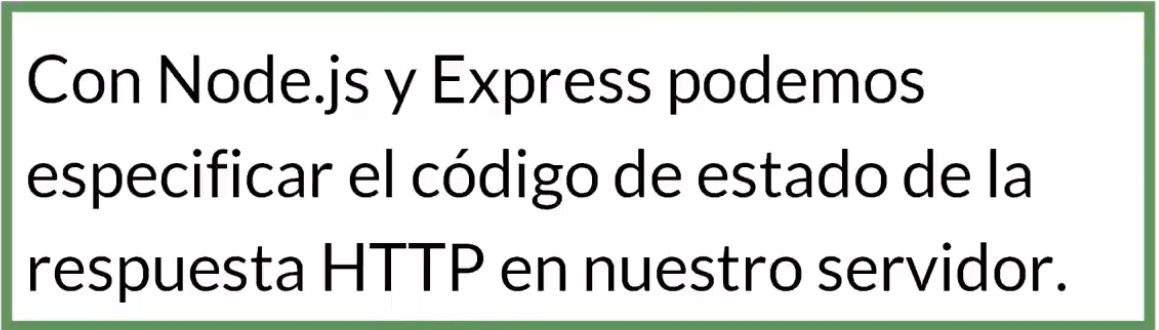 Con Node.js y Express podemos
especificar el código de estado de la
respuesta HTTP en nuestro servidor.